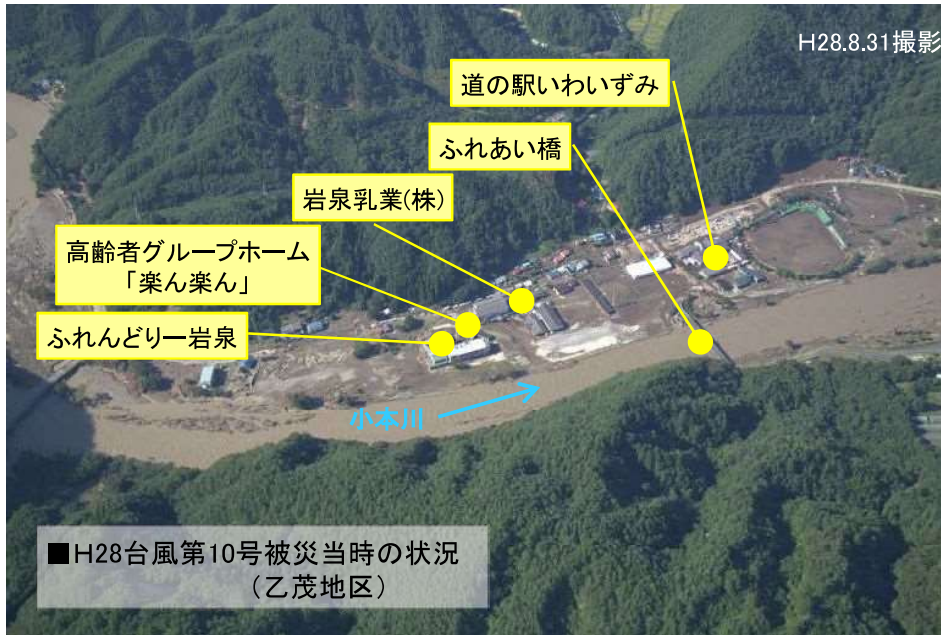 H28.8.31撮影
道の駅いわいずみ
ふれあい橋
岩泉乳業(株)
高齢者グループホーム
「楽ん楽ん」
ふれんどりー岩泉
小本川
■H28台風第10号被災当時の状況
(乙茂地区)